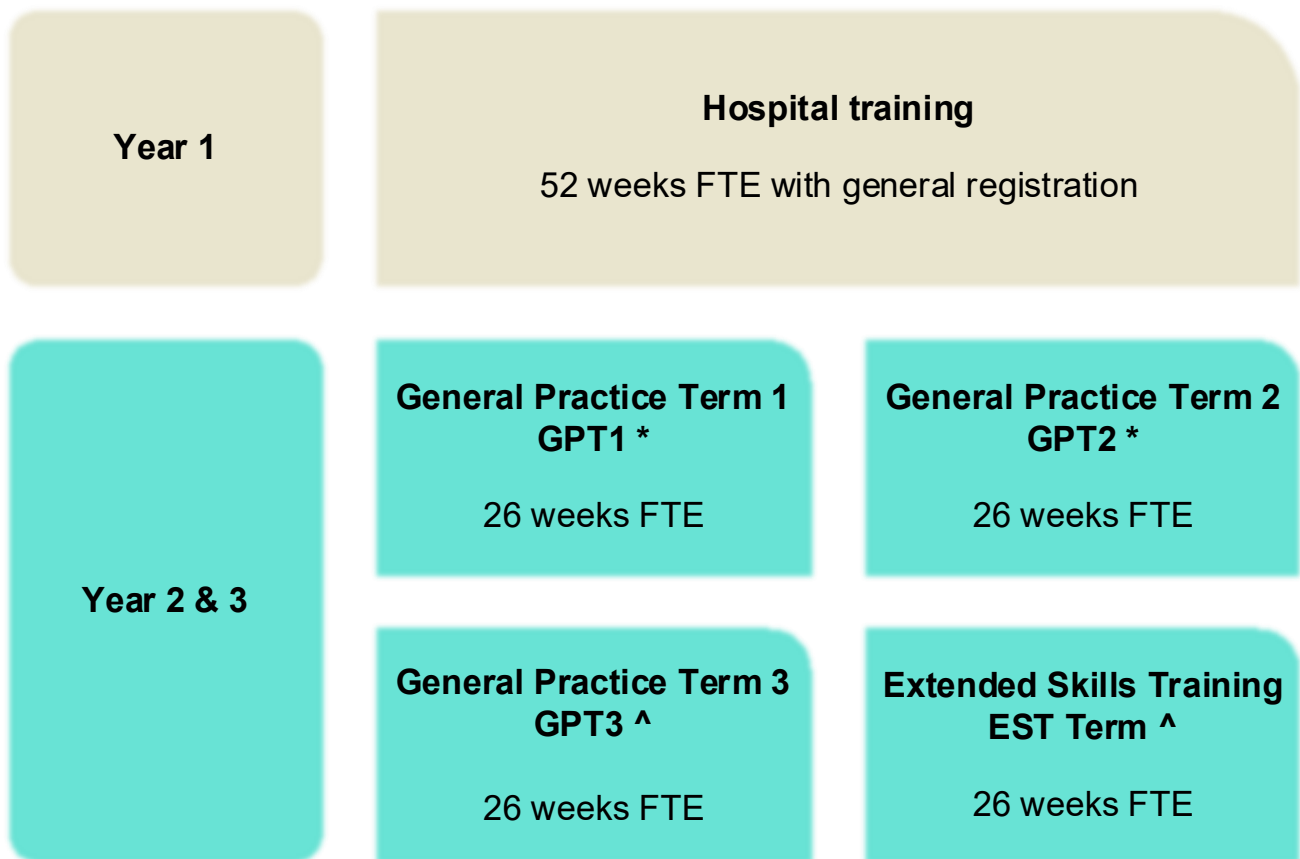 Year 1
Hospital training
52 weeks FTE with general registration
Year 2 & 3
General Practice Term 1
GPT1 *
26 weeks FTE
General Practice Term 2
GPT2 *
26 weeks FTE
General Practice Term 3
GPT3 ^
26 weeks FTE
Extended Skills Training
EST Term ^
26 weeks FTE